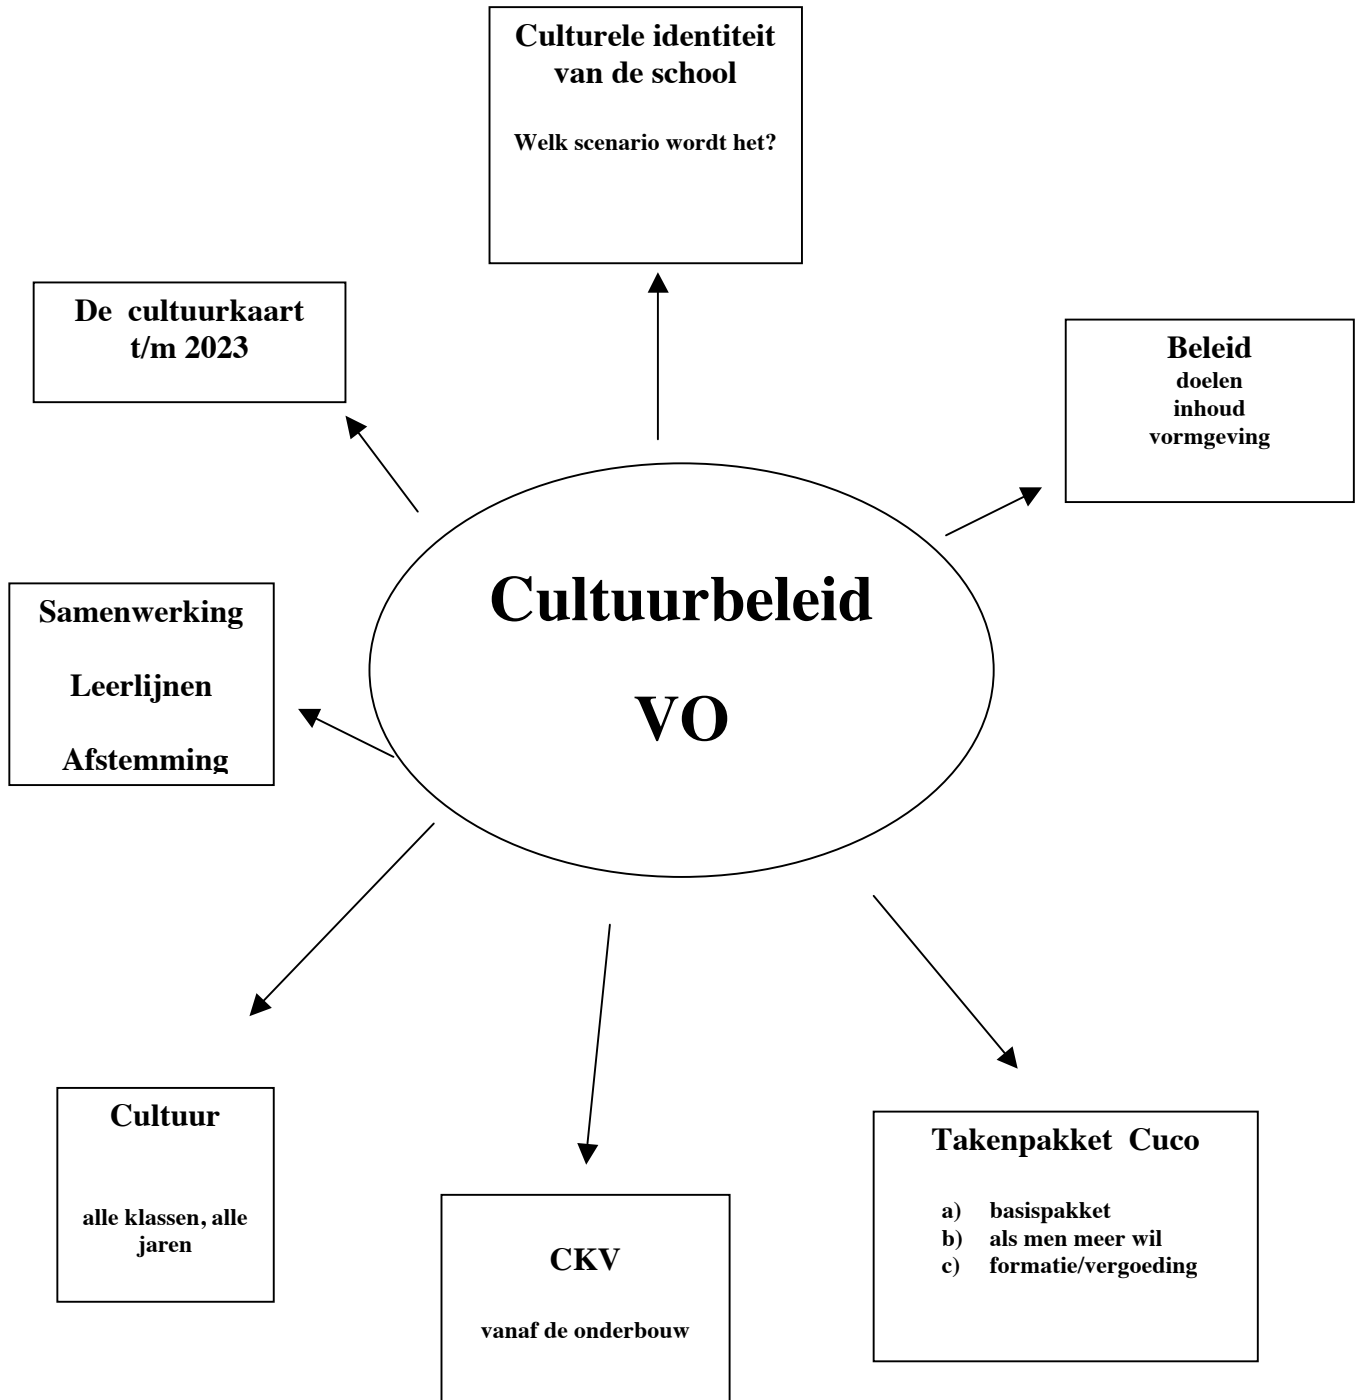 Culturele identiteit
van de school
Welk scenario wordt het?
De cultuurkaart
t/m 2023
Beleid
doelen
inhoud
vormgeving
Cultuurbeleid
VO
Samenwerking
Leerlijnen
Afstemming
Cultuur
alle klassen, alle
jaren
CKV
vanaf de onderbouw
Takenpakket Cuco
a) basispakket
b) als men meer wil
c) formatie/vergoeding